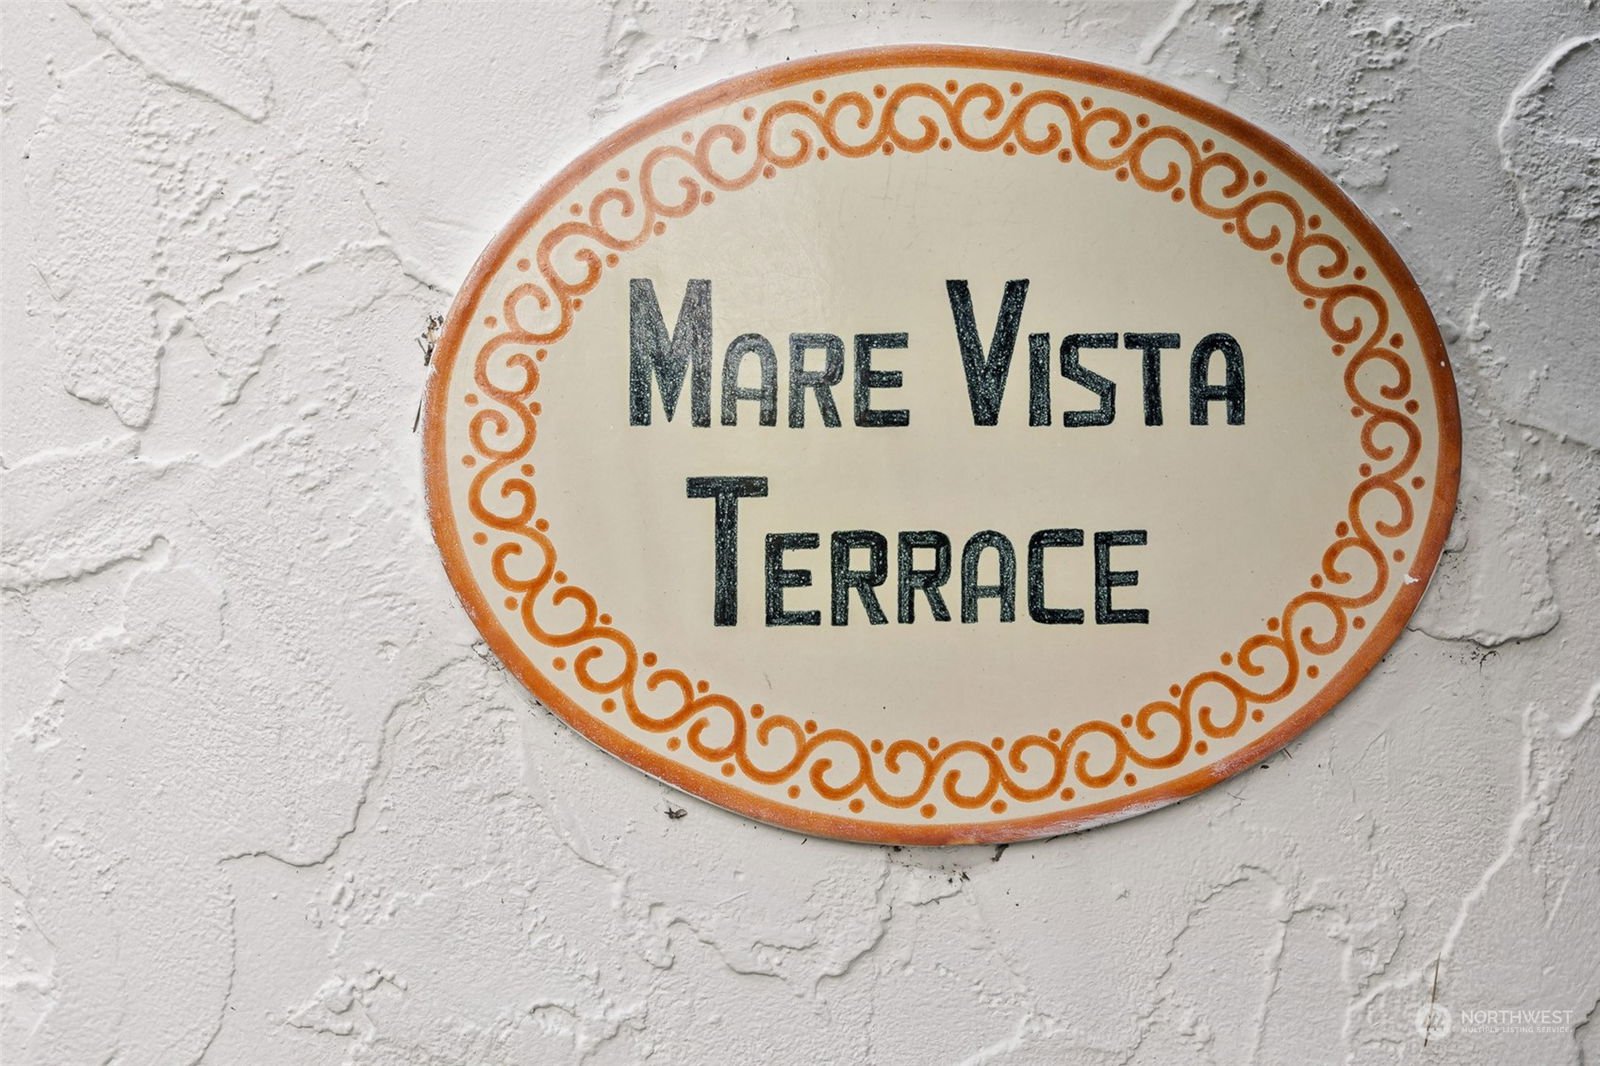 MARE VISTA
TERRACE
NORTHWEST
MULTIPLE LISTING SERVICE